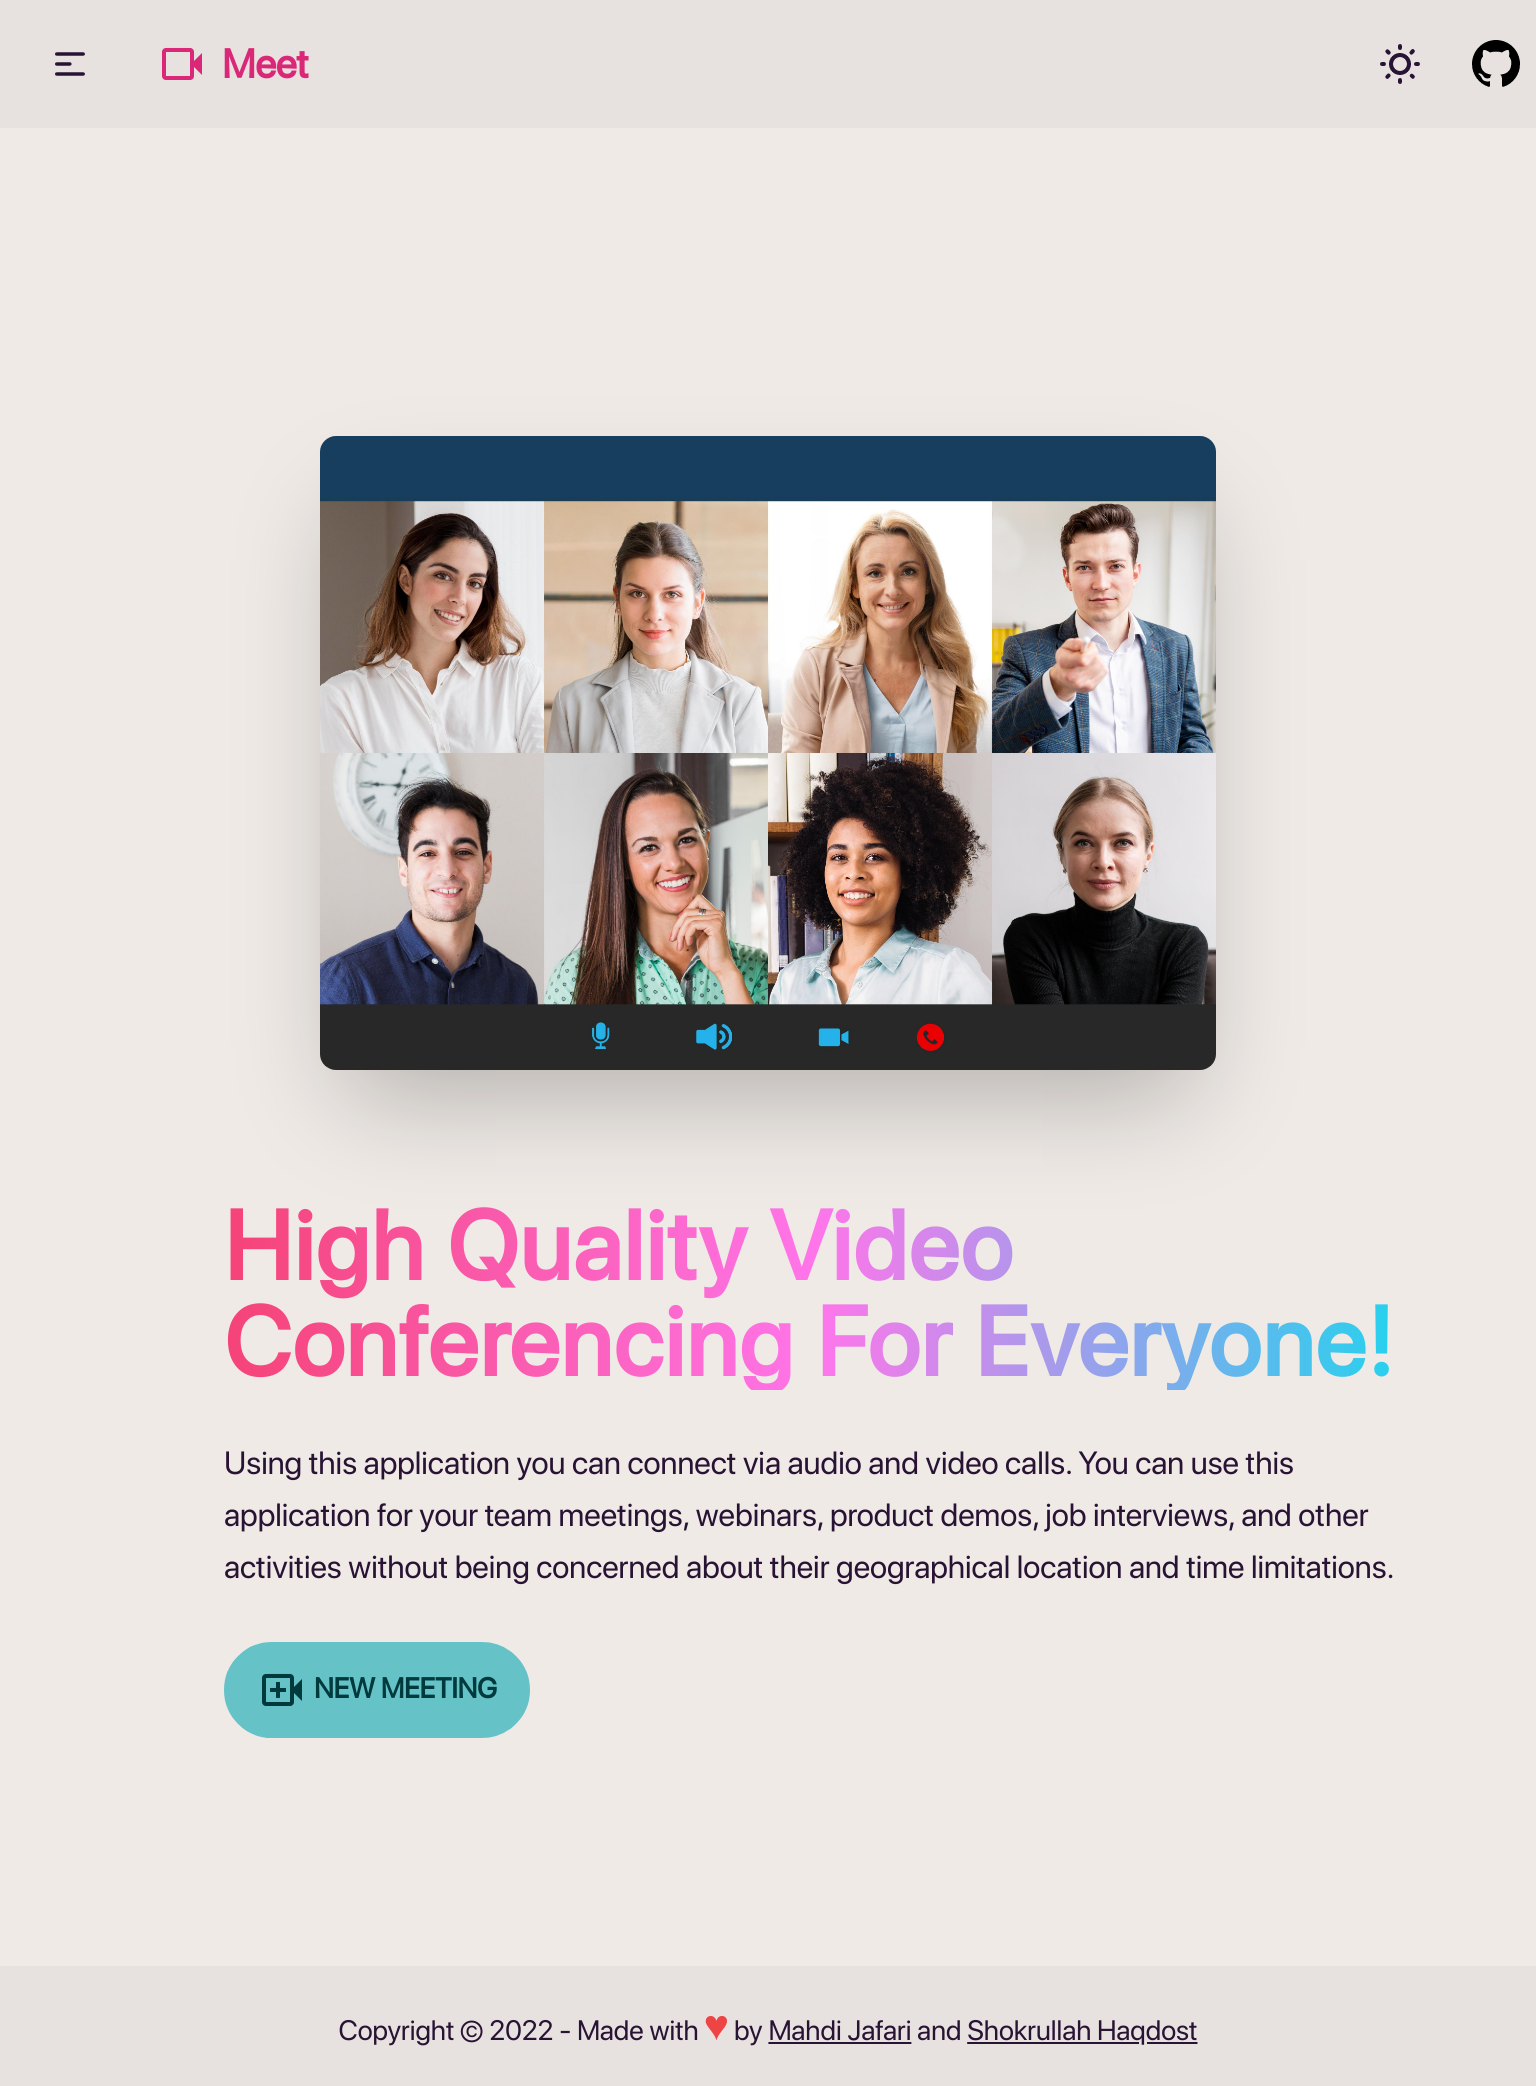 Meet
High Quality Video
Conferencing For Everyone!
Using this application you can connect via audio and video calls. You can use this
application for your team meetings, webinars, product demos, job interviews, and other
activities without being concerned about their geographical location and time limitations.
NEW MEETING
Copyright © 2022 - Made with ♥ by Mahdi Jafari and Shokrullah Haqdost